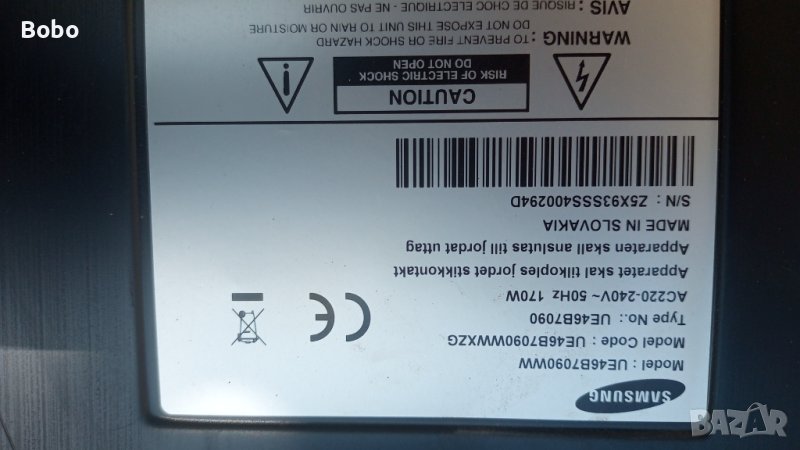 Bobo
SAMSUNG
Model : UE46B7090WW
Model Code : UE46B7090WWXZG
Type No.: UE46B7090
AC220-240V~ 50Hz 170W
Apparatet skal tilkoples jordet stikkontakt
Apparaten skall anslutas till jordat uttag
MADE IN SLOVAKIA
S/N : Z5X93SSS400294D
CE
CAUTION
RISK OF ELECTRIC SHOCK
DO NOT OPEN
WARNING : TO PREVENT FIRE OR SHOCK HAZARD
DO NOT EXPOSE THIS UNIT TO RAIN OR MOISTURE
AVIS : RISQUE DE CHOC ELECTRIQUE - NE PAS OUVRIR
BAZAR